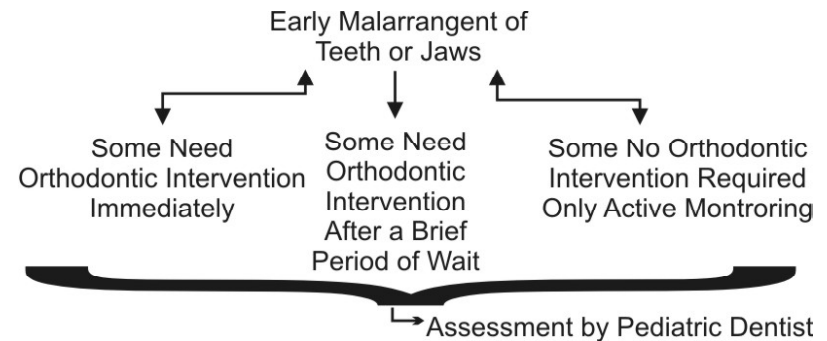 Early Malarrangent of
Teeth or Jaws
Some Need
Orthodontic Intervention
Immediately
Some Need
Orthodontic
Intervention
After a Brief
Period of Wait
Some No Orthodontic
Intervention Required
Only Active Montroring
Assessment by Pediatric Dentist